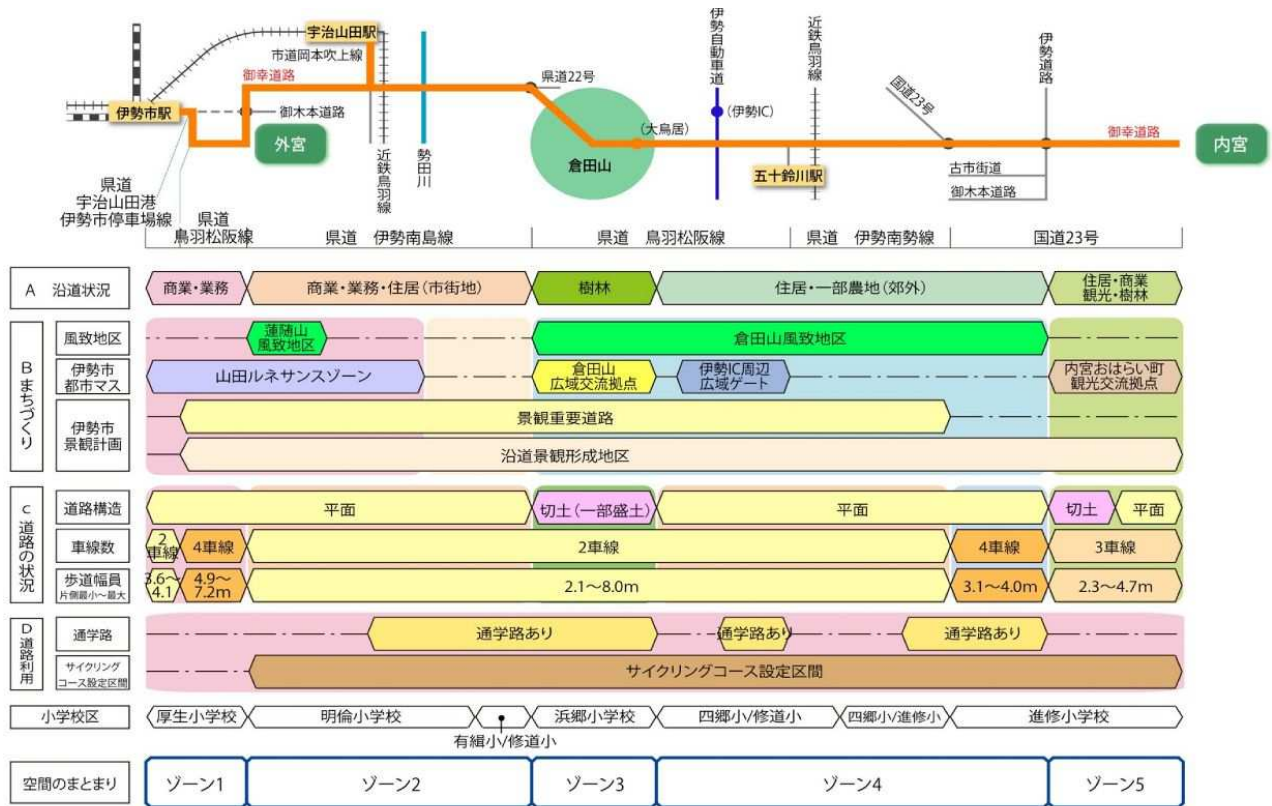 宇治山田駅
市道岡本吹上線
御幸道路
県道22号
伊勢自動車道
近鉄鳥羽線
伊勢道路
国道23号
伊勢市駅
御木本道路
外宮
近鉄鳥羽線
勢田川
倉田山
(大鳥居)
(伊勢IC)
五十鈴川駅
御幸道路
内宮
古市街道
御木本道路
県道
宇治山田港
伊勢市停車場線
県道
鳥羽松阪線
県道 伊勢南島線
県道 鳥羽松阪線
県道 伊勢南勢線
国道23号
A 沿道状況
商業・業務
商業・業務・住居(市街地)
樹林
住居・一部農地(郊外)
住居・商業
観光・樹林
Bまちづくり
風致地区
蓮随山
風致地区
倉田山風致地区
伊勢市
都市マス
山田ルネサンスゾーン
倉田山
広域交流拠点
伊勢IC周辺
広域ゲート
内宮おはらい町
観光交流拠点
伊勢市
景観計画
景観重要道路
沿道景観形成地区
C道路の状況
道路構造
平面
切土(一部盛土)
平面
切土
平面
車線数
2
車線
4車線
2車線
4車線
3車線
歩道幅員
片側最小~最大
3.6~
4.1
4.9~
7.2m
2.1~8.0m
3.1~4.0m
2.3~4.7m
D道路利用
通学路
通学路あり
通学路あり
通学路あり
サイクリング
コース設定区間
サイクリングコース設定区間
小学校区
厚生小学校
明倫小学校
有緝小/修道小
浜郷小学校
四郷小/修道小
四郷小/進修小
進修小学校
空間のまとまり
ゾーン1
ゾーン2
ゾーン3
ゾーン4
ゾーン5